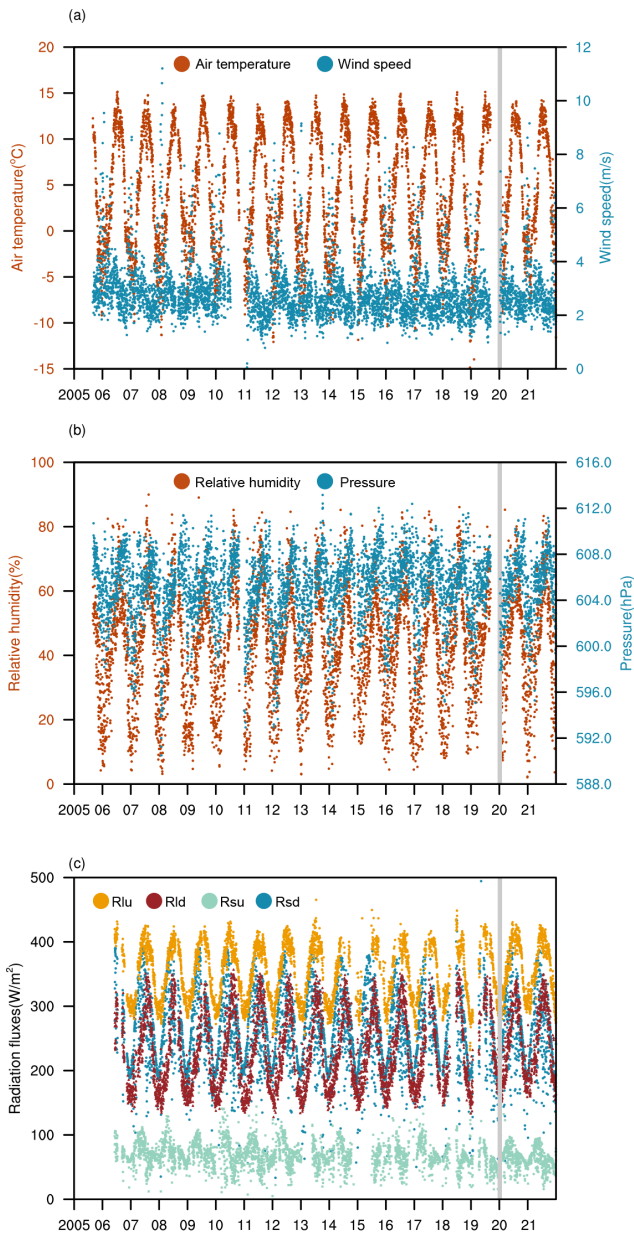 (a)
20
15
10
5
0
-5
-10
-15
Air temperature(°C)
Air temperature
Wind speed
12
10
8
6
4
2
0
Wind speed(m/s)
2005 06 07 08 09 10 11 12 13 14 15 16 17 18 19 20 21
(b)
100
80
60
40
20
0
Relative humidity(%)
Relative humidity
Pressure
616.0
612.0
608.0
604.0
600.0
596.0
592.0
588.0
Pressure(hPa)
2005 06 07 08 09 10 11 12 13 14 15 16 17 18 19 20 21
(c)
500
400
300
200
100
0
Radiation fluxes(W/m²)
Rlu Rld Rsu Rsd
2005 06 07 08 09 10 11 12 13 14 15 16 17 18 19 20 21